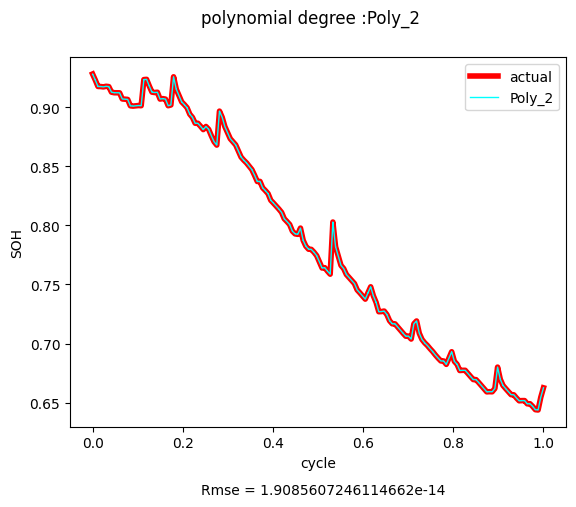 polynomial degree :Poly_2
actual
Poly_2
0.90
0.85
0.80
0.75
0.70
0.65
SOH
0.0 0.2 0.4 0.6 0.8 1.0
cycle
Rmse = 1.9085607246114662e-14